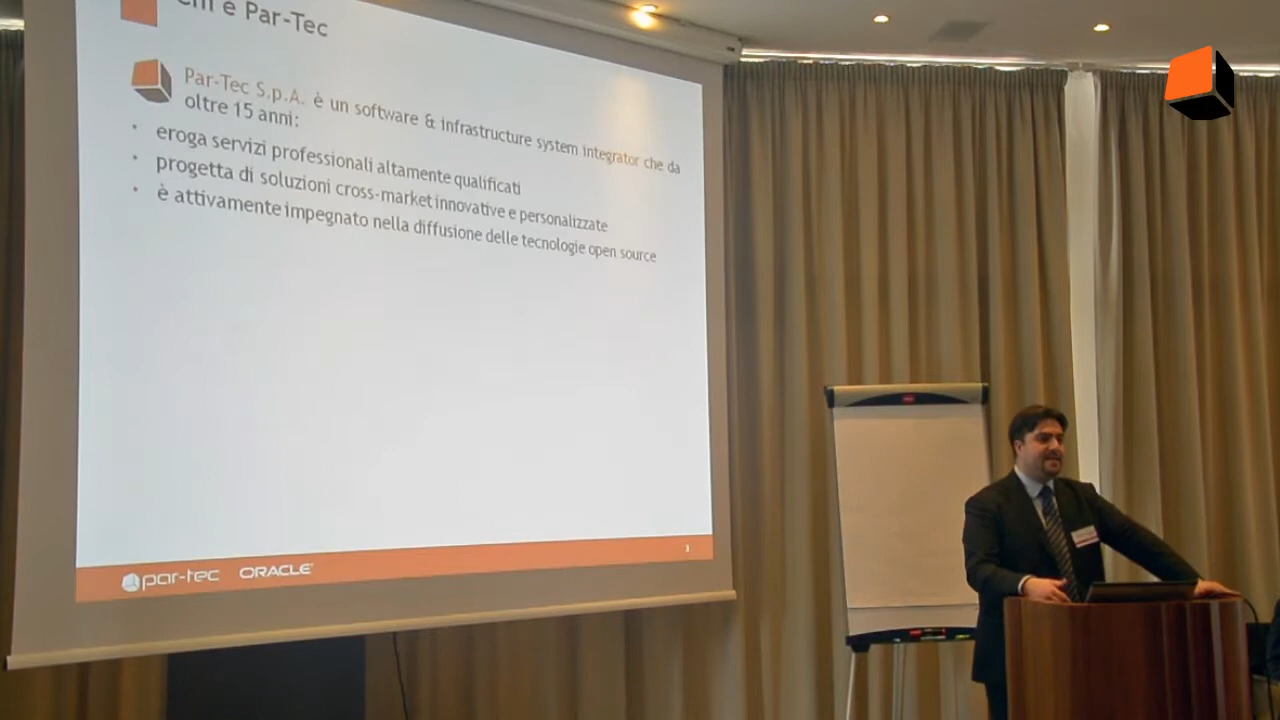 Chi è Par-Tec
Par-Tec S.p.A. è un software & infrastructure system integrator che da
oltre 15 anni:
eroga servizi professionali altamente qualificati
progetta di soluzioni cross-market innovative e personalizzate
è attivamente impegnato nella diffusione delle tecnologie open source
3
par-tec ORACLE